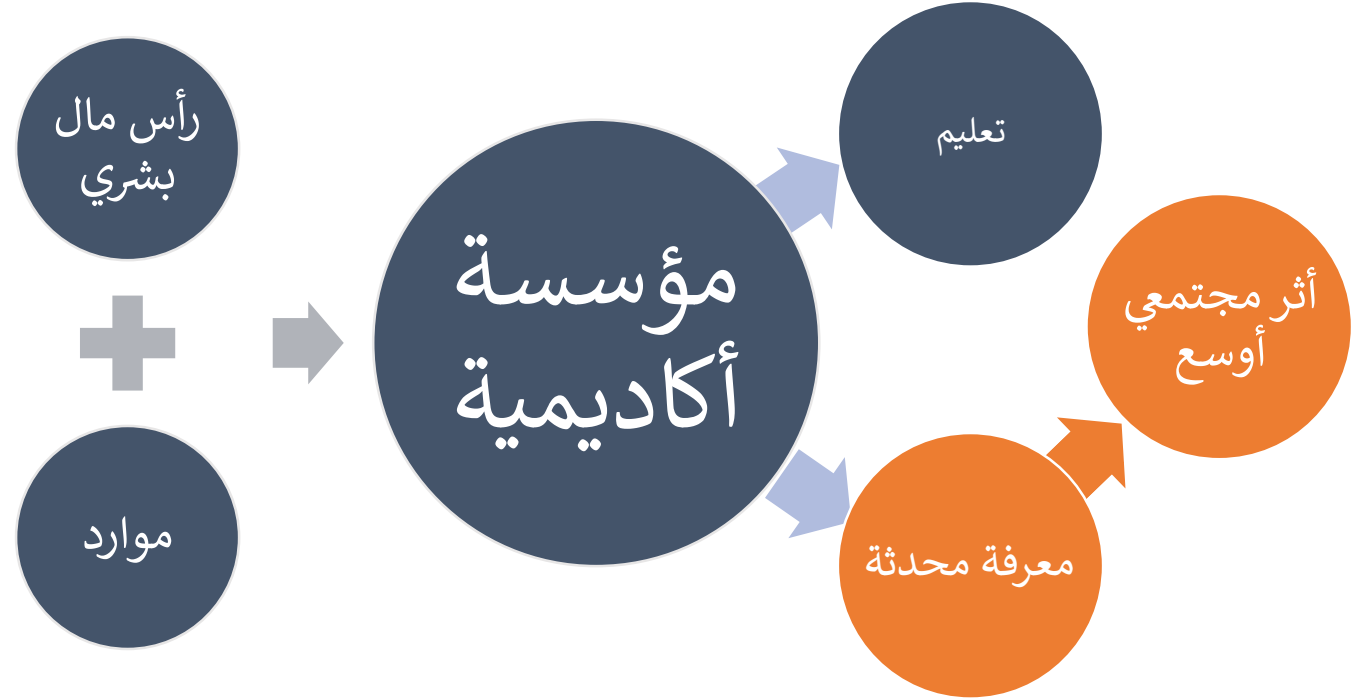 رأس مال
بشري
موارد
مؤسسة
أكاديمية
تعليم
معرفة محدثة
أثر مجتمعي
أوسع